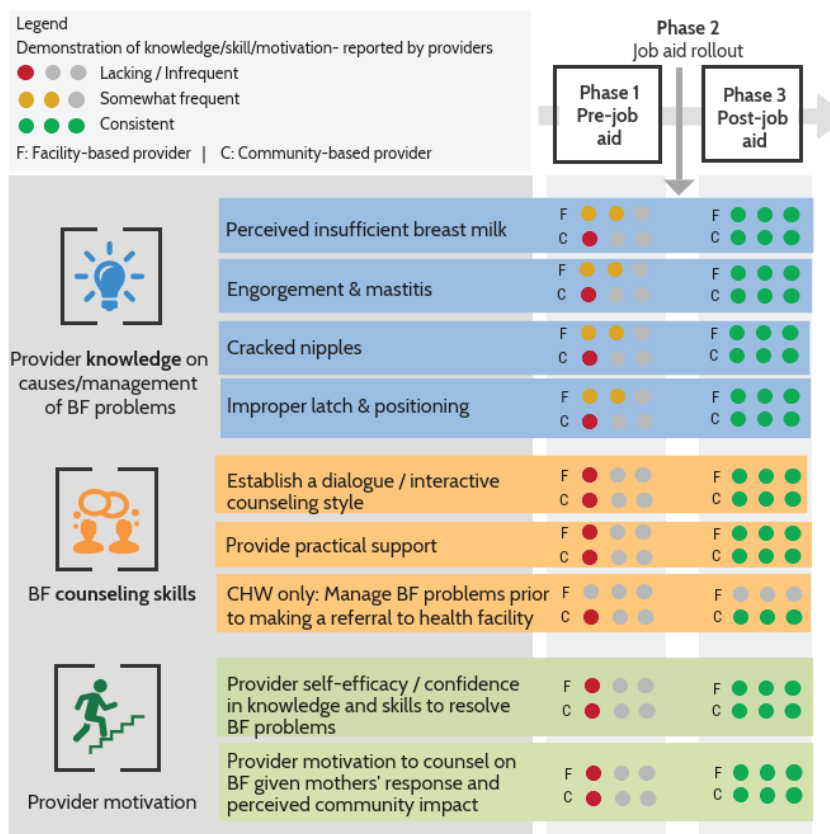 Legend
Demonstration of knowledge/skill/motivation- reported by providers
Lacking / Infrequent
Somewhat frequent
Consistent
F: Facility-based provider | C: Community-based provider
Phase 2
Job aid rollout
Phase 1
Pre-job
aid
Phase 3
Post-job
aid
Provider knowledge on
causes/management
of BF problems
Perceived insufficient breast milk
F
C
F
C
Engorgement & mastitis
F
C
F
C
Cracked nipples
F
C
F
C
Improper latch & positioning
F
C
F
C
BF counseling skills
Establish a dialogue / interactive
counseling style
F
C
F
C
Provide practical support
F
C
F
C
CHW only: Manage BF problems prior
to making a referral to health facility
F
C
F
C
Provider motivation
Provider self-efficacy / confidence
in knowledge and skills to resolve
BF problems
F
C
F
C
Provider motivation to counsel on
BF given mothers' response and
perceived community impact
F
C
F
C